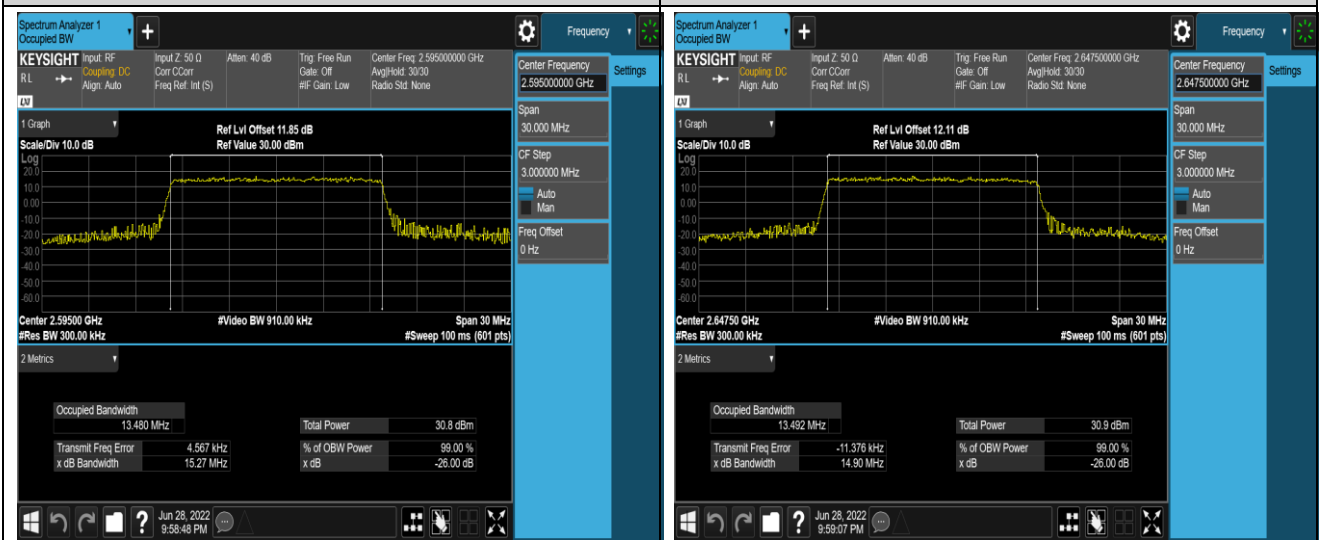 Spectrum Analyzer 1
Occupied BW
+
Frequency
KEYSIGHT
Input: RF
Input Z: 50 Ω
Atten: 40 dB
Trig: Free Run
Center Freq: 2.595000000 GHz
RL
Coupling: DC
Corr CCorr
Gate: Off
Avg|Hold: 30/30
Align: Auto
Freq Ref: Int (S)
#IF Gain: Low
Radio Std: None
LXI
Center Frequency
2.595000000 GHz
Settings
Span
30.000 MHz
CF Step
3.000000 MHz
Auto
Man
Freq Offset
0 Hz
1 Graph
Ref Lvl Offset 11.85 dB
Scale/Div 10.0 dB
Ref Value 30.00 dBm
Log
20.0
10.0
0.00
-10.0
-20.0
-30.0
-40.0
-50.0
-60.0
Center 2.59500 GHz
#Video BW 910.00 kHz
Span 30 MHz
#Res BW 300.00 kHz
#Sweep 100 ms (601 pts)
2 Metrics
Occupied Bandwidth
13.480 MHz
Total Power 30.8 dBm
Transmit Freq Error 4.567 kHz
% of OBW Power 99.00 %
x dB Bandwidth 15.27 MHz
x dB -26.00 dB
?
Jun 28, 2022
9:58:48 PM
Spectrum Analyzer 1
Occupied BW
+
Frequency
KEYSIGHT
Input: RF
Input Z: 50 Ω
Atten: 40 dB
Trig: Free Run
Center Freq: 2.647500000 GHz
RL
Coupling: DC
Corr CCorr
Gate: Off
Avg|Hold: 30/30
Align: Auto
Freq Ref: Int (S)
#IF Gain: Low
Radio Std: None
LXI
Center Frequency
2.647500000 GHz
Settings
Span
30.000 MHz
CF Step
3.000000 MHz
Auto
Man
Freq Offset
0 Hz
1 Graph
Ref Lvl Offset 12.11 dB
Scale/Div 10.0 dB
Ref Value 30.00 dBm
Log
20.0
10.0
0.00
-10.0
-20.0
-30.0
-40.0
-50.0
-60.0
Center 2.64750 GHz
#Video BW 910.00 kHz
Span 30 MHz
#Res BW 300.00 kHz
#Sweep 100 ms (601 pts)
2 Metrics
Occupied Bandwidth
13.492 MHz
Total Power 30.9 dBm
Transmit Freq Error -11.376 kHz
% of OBW Power 99.00 %
x dB Bandwidth 14.90 MHz
x dB -26.00 dB
?
Jun 28, 2022
9:59:07 PM